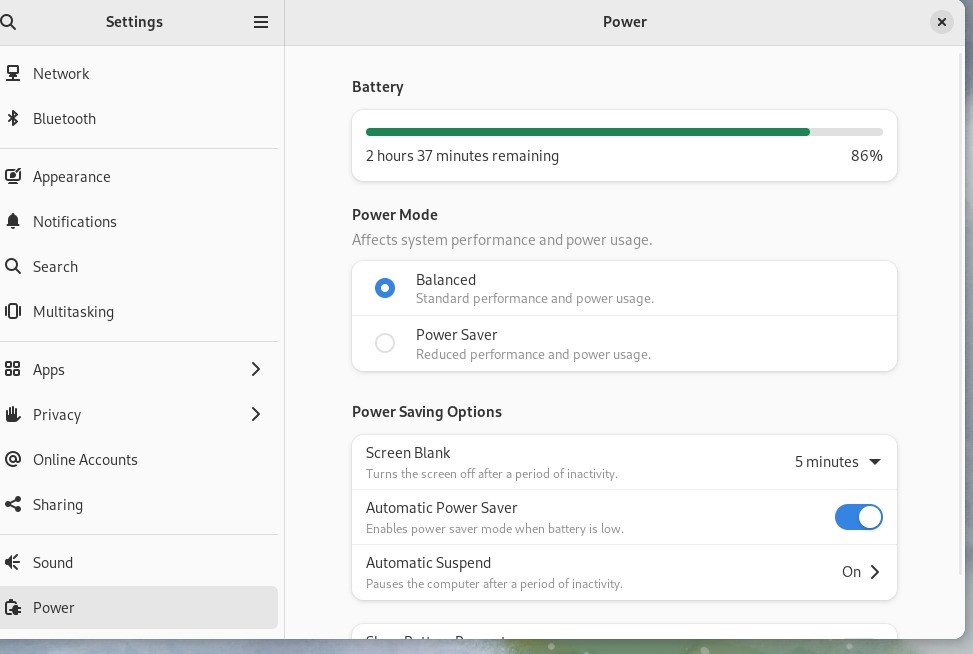 Settings
Power
Network
Bluetooth
Appearance
Notifications
Search
Multitasking
Apps
Privacy
Online Accounts
Sharing
Sound
Power
Battery
2 hours 37 minutes remaining 86%
Power Mode
Affects system performance and power usage.
Balanced
Standard performance and power usage.
Power Saver
Reduced performance and power usage.
Power Saving Options
Screen Blank
Turns the screen off after a period of inactivity.
5 minutes
Automatic Power Saver
Enables power saver mode when battery is low.
Automatic Suspend
Pauses the computer after a period of inactivity.
On